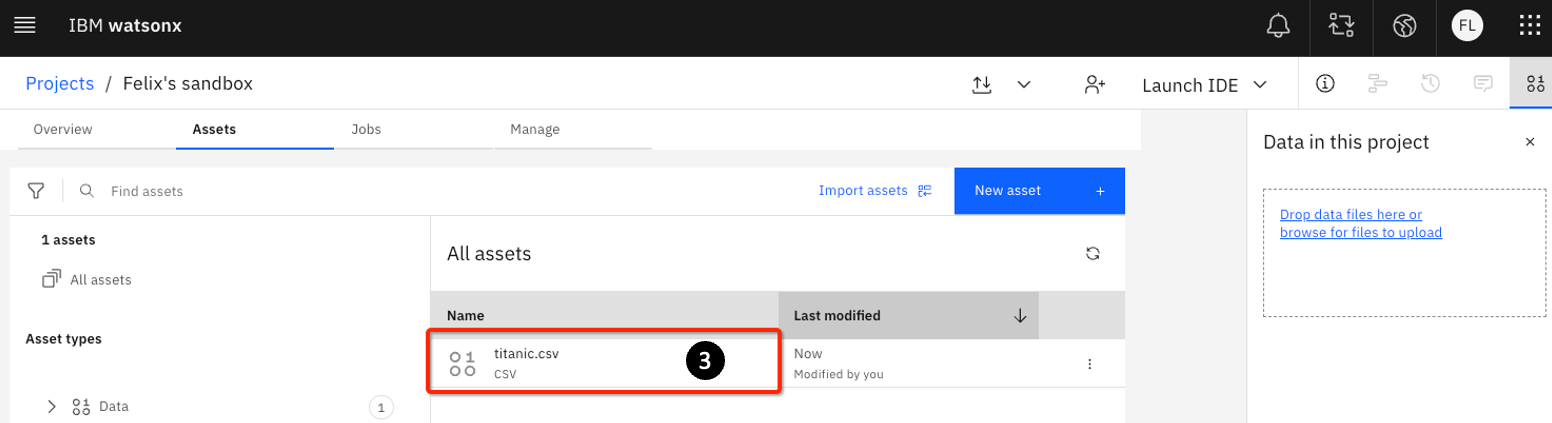 IBM watsonx
FL
Projects / Felix's sandbox
Launch IDE
Overview
Assets
Jobs
Manage
Data in this project
Find assets
Import assets
New asset +
Drop data files here or
browse for files to upload
1 assets
All assets
All assets
Asset types
Data
1
Name
Last modified
titanic.csv
CSV
3
Now
Modified by you